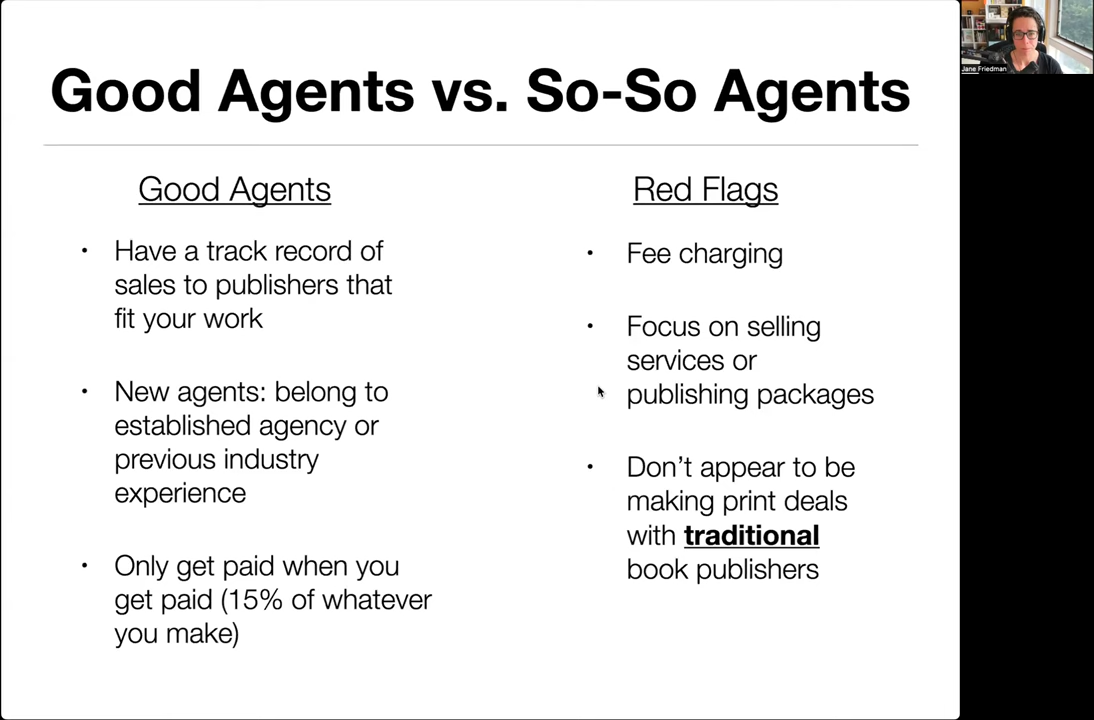 Good Agents vs. So-So Agents
Good Agents
• Have a track record of
sales to publishers that
fit your work
• New agents: belong to
established agency or
previous industry
experience
• Only get paid when you
get paid (15% of whatever
you make)
Red Flags
• Fee charging
• Focus on selling
services or
publishing packages
• Don’t appear to be
making print deals
with traditional
book publishers
Jane Friedman